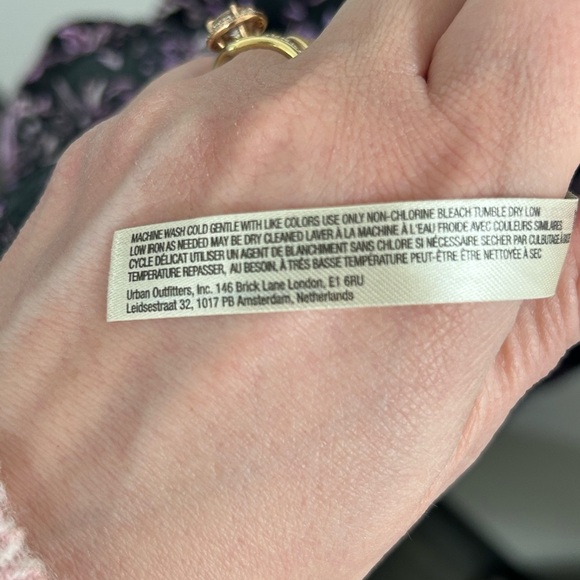 MACHINE WASH COLD GENTLE WITH LIKE COLORS USE ONLY NON-CHLORINE BLEACH TUMBLE DRY LOW
LOW IRON AS NEEDED MAY BE DRY CLEANED LAVER À LA MACHINE À L'EAU FROIDE AVEC COULEURS SIMILAIRES
CYCLE DÉLICAT UTILISER UN AGENT DE BLANCHIMENT SANS CHLORE SI NÉCESSAIRE SECHER PAR CULBUTAGE À
TEMPERATURE REPASSER, AU BESOIN, À TRÈS BASSE TEMPÉRATURE PEUT-ÊTRE ÊTRE NETTOYÉE À SEC
Urban Outfitters, Inc. 146 Brick Lane London, E1 6RU
Leidsestraat 32, 1017 PB Amsterdam, Netherlands